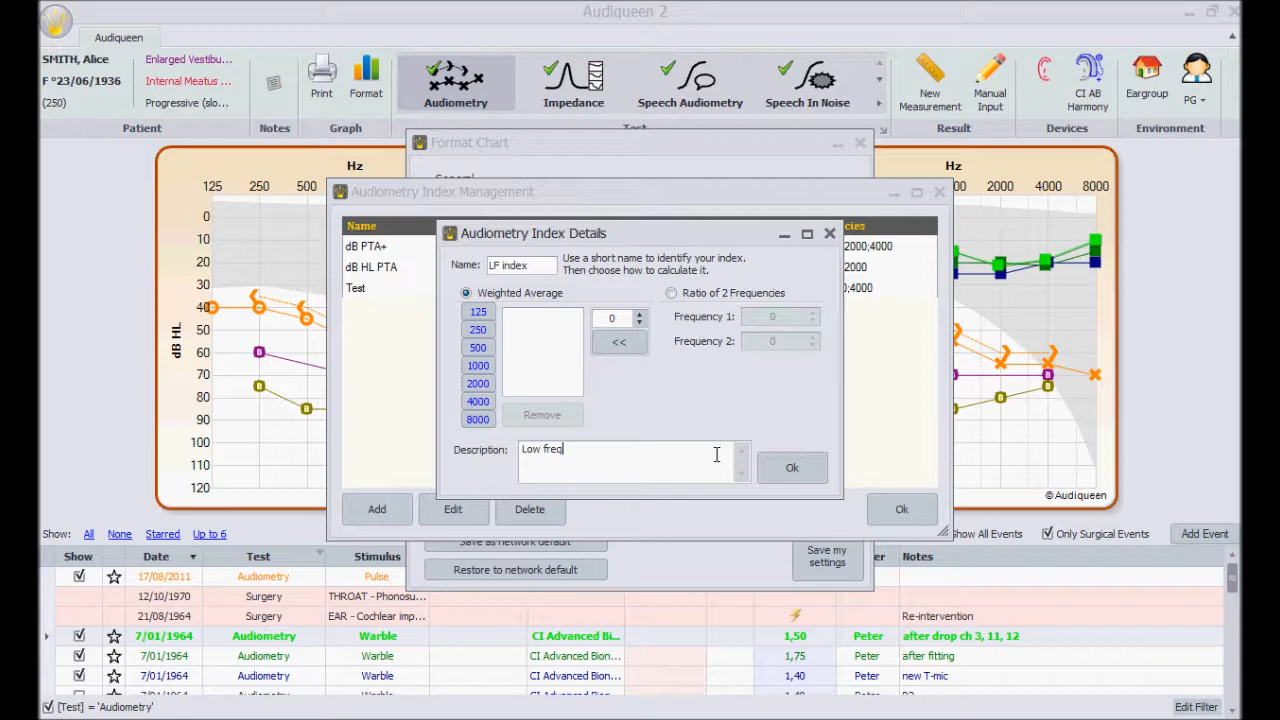 Audiqueen 2
Audiqueen
SMITH, Alice
F °23/06/1936
(250)
Enlarged Vestibu...
Internal Meatus ...
Progressive (slo...
Print
Format
Audiometry
Impedance
Speech Audiometry
Speech In Noise
New Measurement
Manual Input
CI AB Harmony
Eargroup
PG
Patient
Notes
Graph
Result
Devices
Environment
Format Chart
Hz
125 250 500
Hz
2000 4000 8000
Audiometry Index Management
Name
dB PTA+
dB HL PTA
Test
cies
2000;4000
2000
0;4000
Audiometry Index Details
Name: LF index
Use a short name to identify your index.
Then choose how to calculate it.
Weighted Average
Ratio of 2 Frequencies
125
250
500
1000
2000
4000
8000
0
<<
Remove
Frequency 1: 0
Frequency 2: 0
Description: Low freq
Ok
Add
Edit
Delete
Ok
dB HL
0
10
20
30
40
50
60
70
80
90
100
110
120
© Audiqueen
Save as network default
Restore to network default
Save my settings
Show: All None Starred Up to 6
Show All Events
Only Surgical Events
Add Event
Show Date Test Stimulus er Notes
17/08/2011 Audiometry Pulse
12/10/1970 Surgery THROAT - Phonosu...
21/08/1964 Surgery EAR - Cochlear imp... Re-intervention
7/01/1964 Audiometry Warble CI Advanced Bi... 1,50 Peter after drop ch 3, 11, 12
7/01/1964 Audiometry Warble CI Advanced Bion... 1,75 Peter after fitting
7/01/1964 Audiometry Warble CI Advanced Bion... 1,40 Peter new T-mic
[Test] = 'Audiometry'
Edit Filter